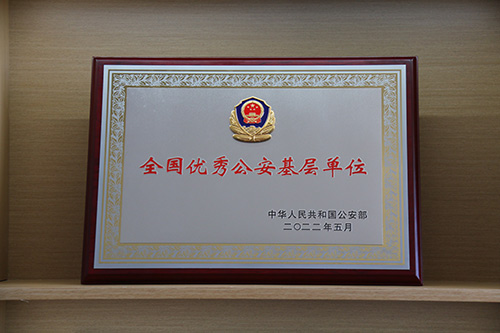 全国优秀公安基层单位
中华人民共和国公安部
二〇二二年五月